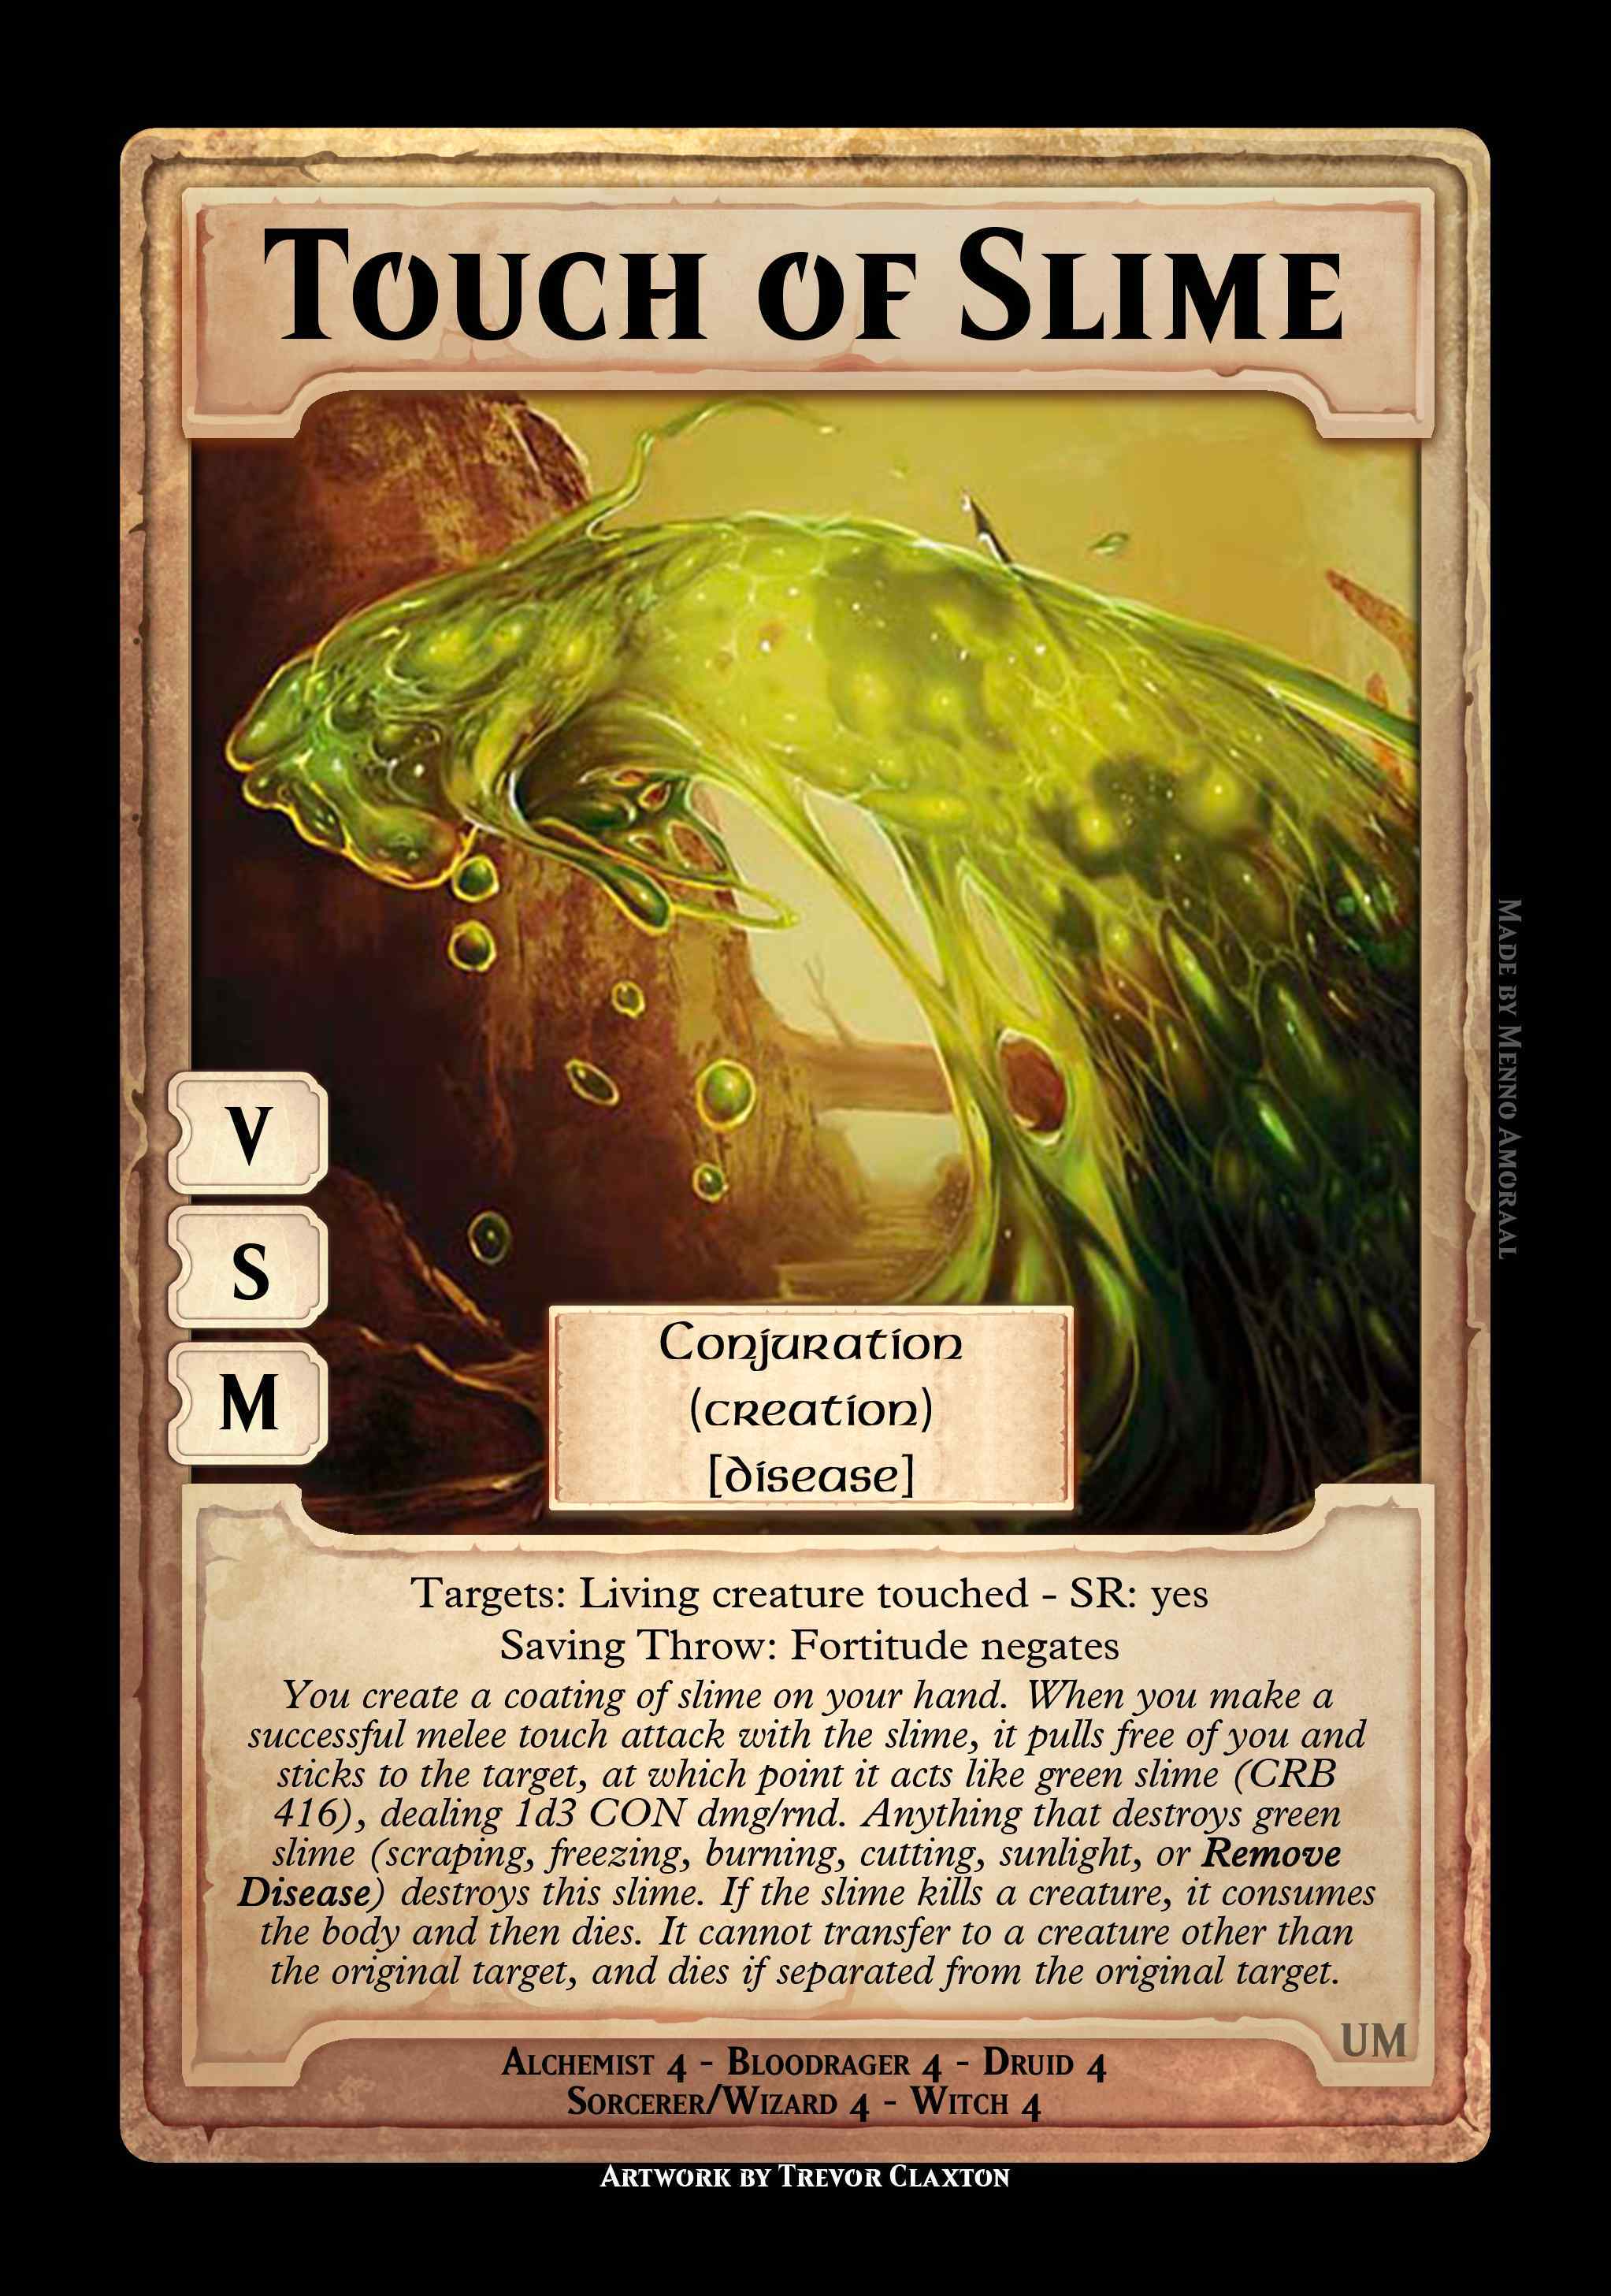 Touch of Slime
V
S
M
Conjuration
(creation)
[disease]
Targets: Living creature touched - SR: yes
Saving Throw: Fortitude negates
You create a coating of slime on your hand. When you make a
successful melee touch attack with the slime, it pulls free of you and
sticks to the target, at which point it acts like green slime (CRB
416), dealing 1d3 CON dmg/rnd. Anything that destroys green
slime (scraping, freezing, burning, cutting, sunlight, or Remove
Disease) destroys this slime. If the slime kills a creature, it consumes
the body and then dies. It cannot transfer to a creature other than
the original target, and dies if separated from the original target.
UM
Alchemist 4 - Bloodrager 4 - Druid 4
Sorcerer/Wizard 4 - Witch 4
Artwork by Trevor Claxton
Made by Menno Amoraal